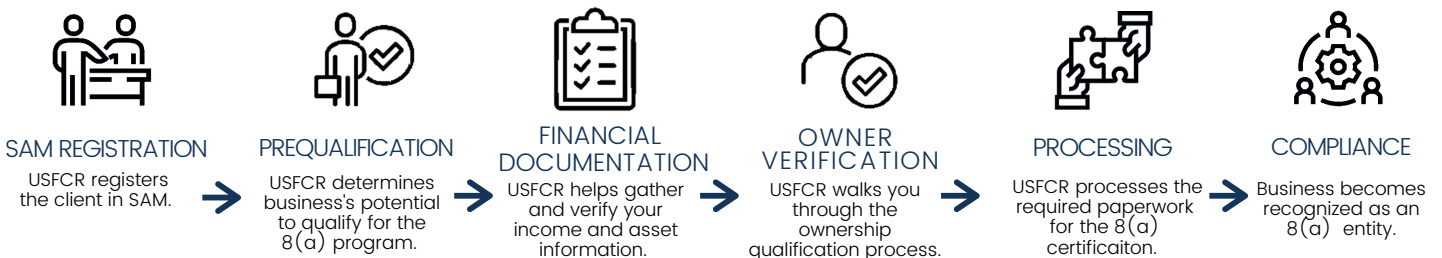 SAM REGISTRATION
USFCR registers
the client in SAM.
PREQUALIFICATION
USFCR determines
business's potential
to qualify for the
8(a) program.
FINANCIAL
DOCUMENTATION
USFCR helps gather
and verify your
income and asset
information.
OWNER
VERIFICATION
USFCR walks you
through the
ownership
qualification process.
PROCESSING
USFCR processes the
required paperwork
for the 8(a)
certificaiton.
COMPLIANCE
Business becomes
recognized as an
8(a) entity.